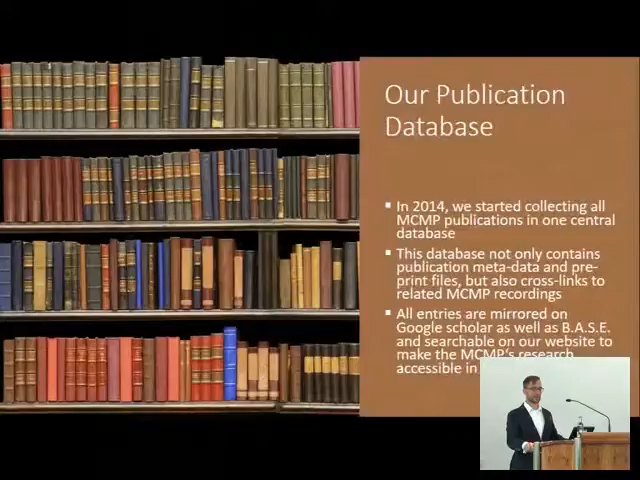 Our Publication
Database
In 2014, we started collecting all
MCMP publications in one central
database
This database not only contains
publication meta-data and pre-
print files, but also cross-links to
related MCMP recordings
All entries are mirrored on
Google scholar as well as B.A.S.E.
and searchable on our website to
make the MCMP's research
accessible in